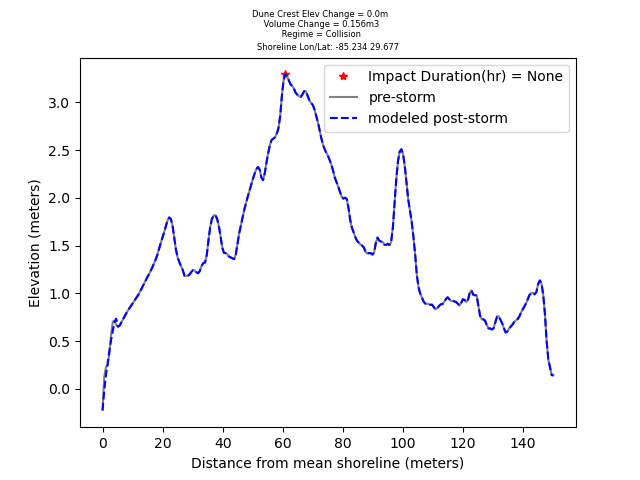 Dune Crest Elev Change = 0.0m
Volume Change = 0.156m3
Regime = Collision
Shoreline Lon/Lat: -85.234 29.677
Impact Duration(hr) = None
pre-storm
modeled post-storm
Elevation (meters)
3.0
2.5
2.0
1.5
1.0
0.5
0.0
0 20 40 60 80 100 120 140
Distance from mean shoreline (meters)